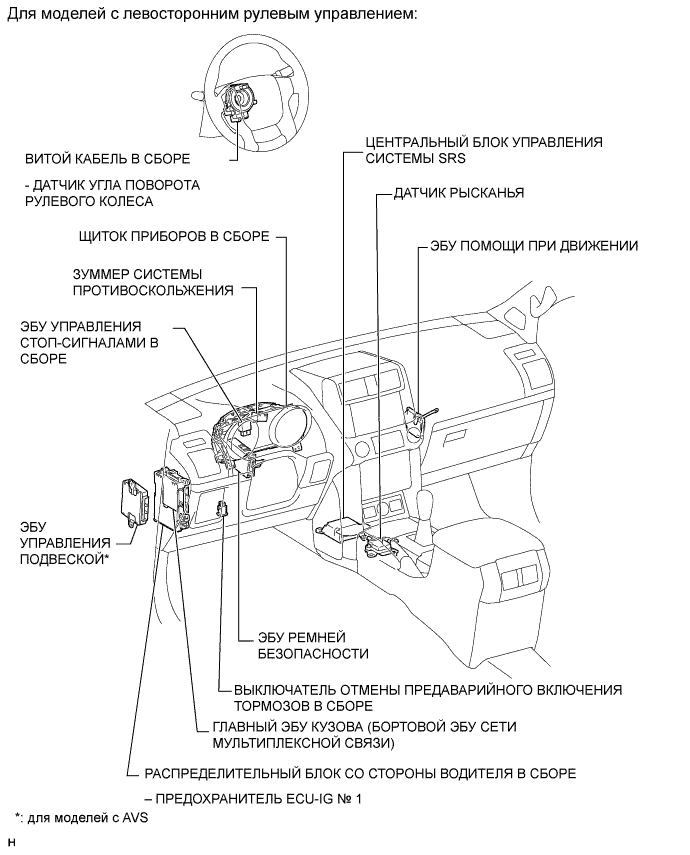 Для моделей с левосторонним рулевым управлением:
ВИТОЙ КАБЕЛЬ В СБОРЕ
- ДАТЧИК УГЛА ПОВОРОТА
РУЛЕВОГО КОЛЕСА
ЦЕНТРАЛЬНЫЙ БЛОК УПРАВЛЕНИЯ
СИСТЕМЫ SRS
ДАТЧИК РЫСКАНЬЯ
ЩИТОК ПРИБОРОВ В СБОРЕ
ЭБУ ПОМОЩИ ПРИ ДВИЖЕНИИ
ЗУММЕР СИСТЕМЫ
ПРОТИВОСКОЛЬЖЕНИЯ
ЭБУ УПРАВЛЕНИЯ
СТОП-СИГНАЛАМИ В
СБОРЕ
ЭБУ
УПРАВЛЕНИЯ
ПОДВЕСКОЙ*
ЭБУ РЕМНЕЙ
БЕЗОПАСНОСТИ
ВЫКЛЮЧАТЕЛЬ ОТМЕНЫ ПРЕДАВАРИЙНОГО ВКЛЮЧЕНИЯ
ТОРМОЗОВ В СБОРЕ
ГЛАВНЫЙ ЭБУ КУЗОВА (БОРТОВОЙ ЭБУ СЕТИ
МУЛЬТИПЛЕКСНОЙ СВЯЗИ)
РАСПРЕДЕЛИТЕЛЬНЫЙ БЛОК СО СТОРОНЫ ВОДИТЕЛЯ В СБОРЕ
– ПРЕДОХРАНИТЕЛЬ ECU-IG № 1
*: для моделей с AVS
н